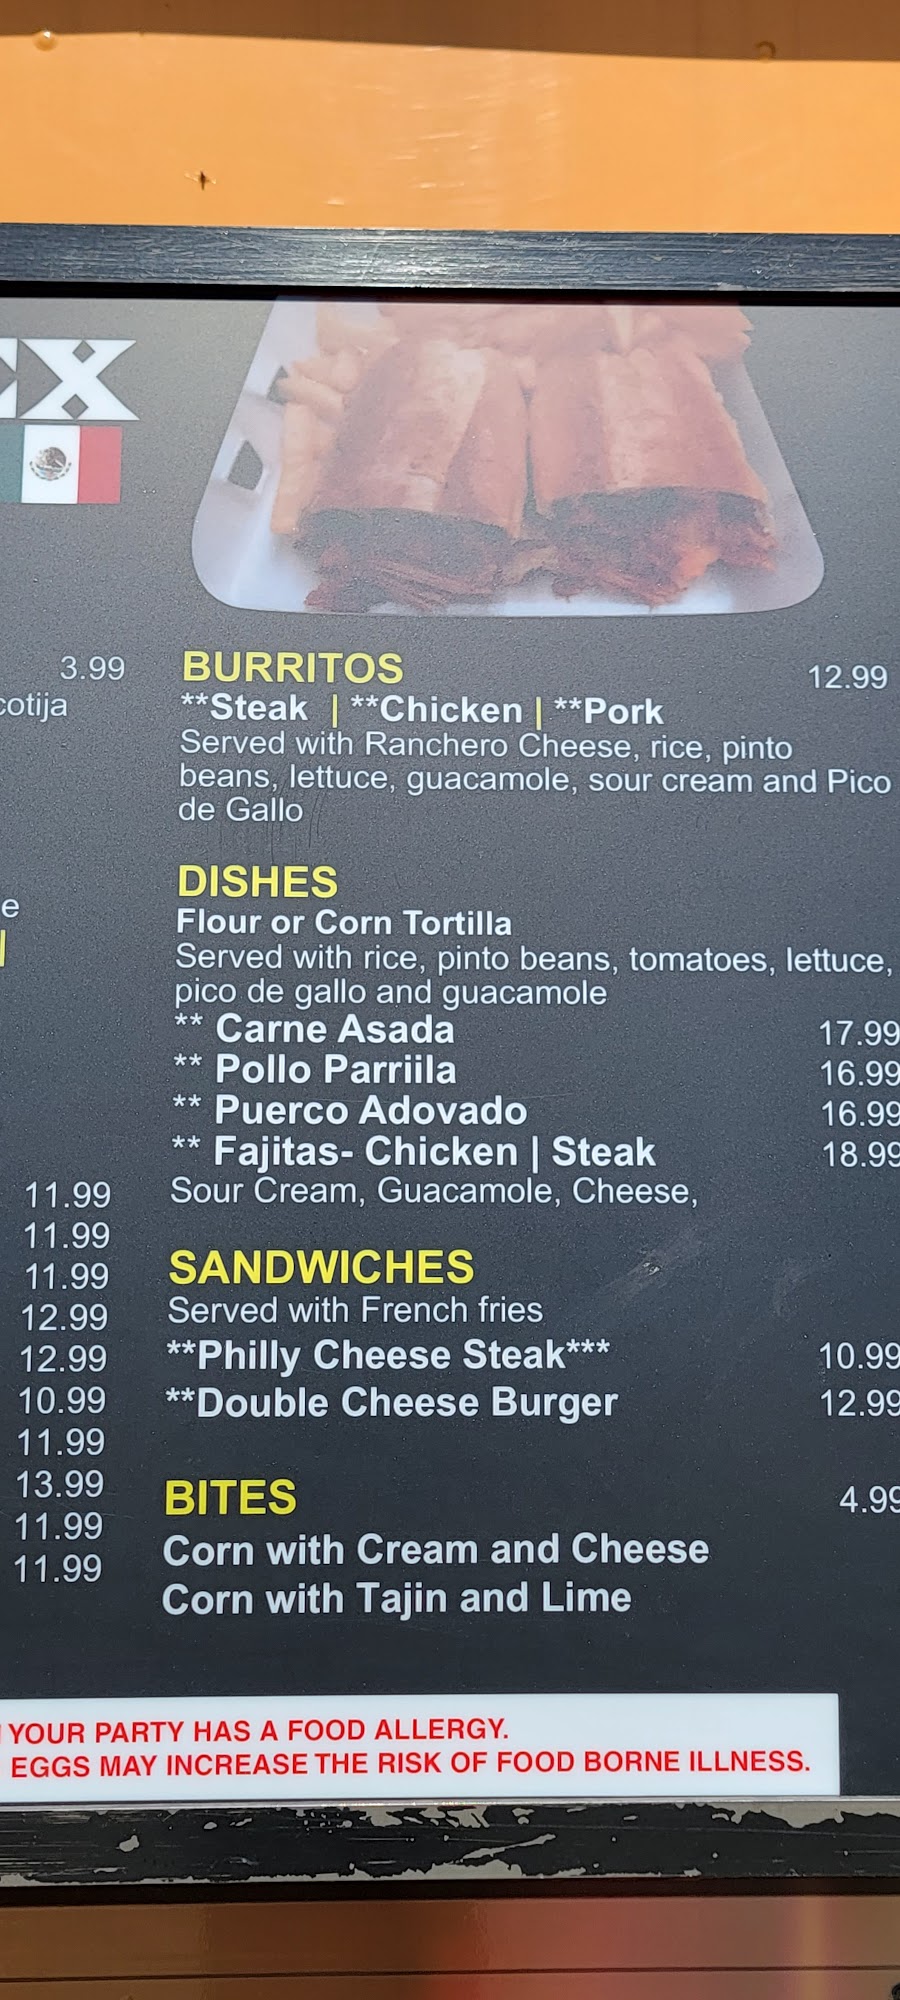 EX
3.99
cotija
e
11.99
11.99
11.99
12.99
12.99
10.99
11.99
13.99
11.99
11.99
BURRITOS 12.99
**Steak | **Chicken | **Pork
Served with Ranchero Cheese, rice, pinto
beans, lettuce, guacamole, sour cream and Pico
de Gallo
DISHES
Flour or Corn Tortilla
Served with rice, pinto beans, tomatoes, lettuce,
pico de gallo and guacamole
** Carne Asada 17.99
** Pollo Parriila 16.99
** Puerco Adovado 16.99
** Fajitas- Chicken | Steak 18.99
Sour Cream, Guacamole, Cheese,
SANDWICHES
Served with French fries
**Philly Cheese Steak*** 10.99
**Double Cheese Burger 12.99
BITES 4.99
Corn with Cream and Cheese
Corn with Tajin and Lime
YOUR PARTY HAS A FOOD ALLERGY.
EGGS MAY INCREASE THE RISK OF FOOD BORNE ILLNESS.